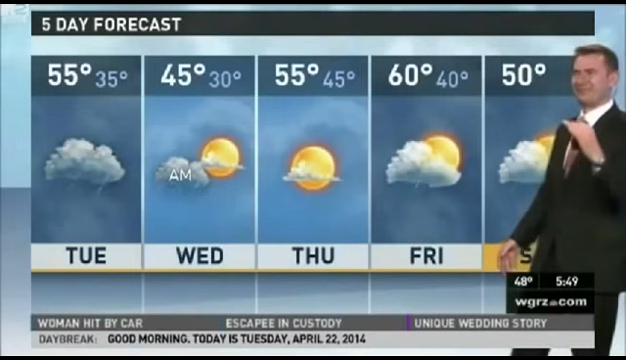 5 DAY FORECAST
55° 35° 45° 30° 55° 45° 60° 40° 50°
AM
TUE WED THU FRI S
48° 5:49
wgrz.com
WOMAN HIT BY CAR ESCAPEE IN CUSTODY UNIQUE WEDDING STORY
DAYBREAK: GOOD MORNING. TODAY IS TUESDAY, APRIL 22, 2014